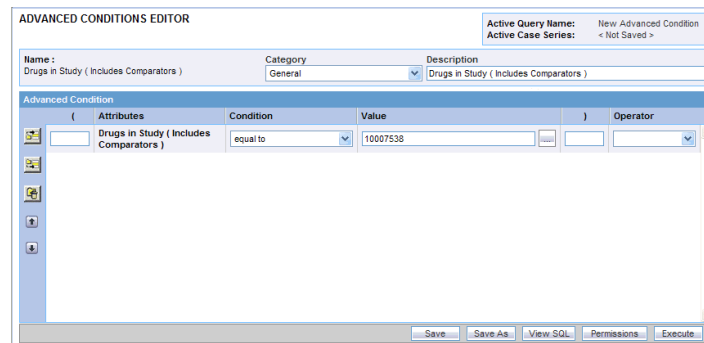 ADVANCED CONDITIONS EDITOR
Active Query Name: New Advanced Condition
Active Case Series: < Not Saved >
Name :
Drugs in Study ( Includes Comparators )
Category
General
Description
Drugs in Study ( Includes Comparators )
Advanced Condition
( Attributes Condition Value ) Operator
Drugs in Study ( Includes
Comparators )
equal to
10007538
...
Save Save As View SQL Permissions Execute